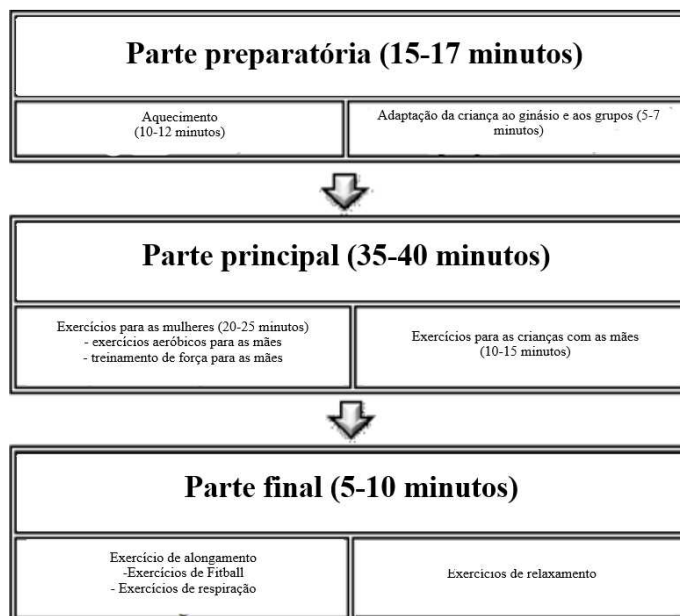 Parte preparatória (15-17 minutos)
Aquecimento
(10-12 minutos)
Adaptação da criança ao ginásio e aos grupos (5-7
minutos)
Parte principal (35-40 minutos)
Exercícios para as mulheres (20-25 minutos)
- exercícios aeróbicos para as mães
- treinamento de força para as mães
Exercícios para as crianças com as mães
(10-15 minutos)
Parte final (5-10 minutos)
Exercício de alongamento
-Exercícios de Fitball
- Exercícios de respiração
Exercícios de relaxamento